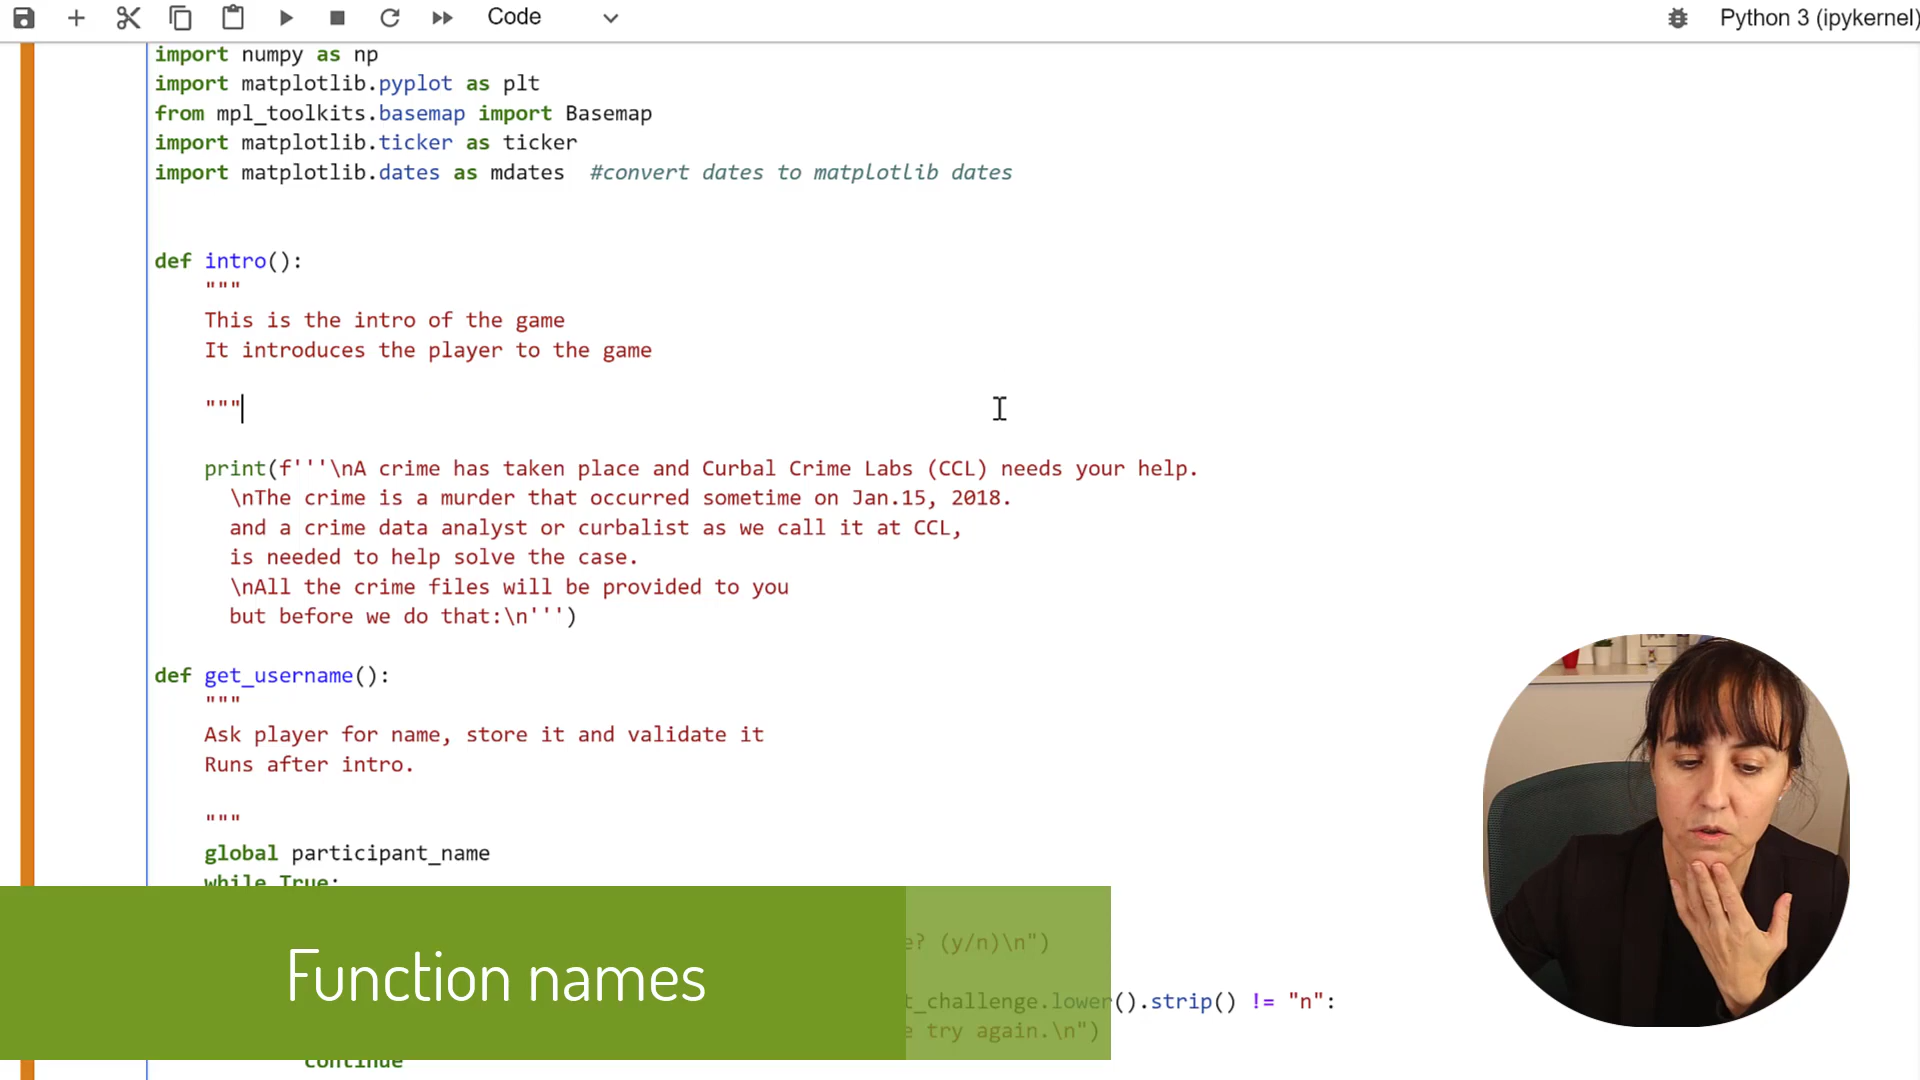 Code
Python 3 (ipykernel)
import numpy as np
import matplotlib.pyplot as plt
from mpl_toolkits.basemap import Basemap
import matplotlib.ticker as ticker
import matplotlib.dates as mdates  #convert dates to matplotlib dates
def intro():
    """
    This is the intro of the game
    It introduces the player to the game
    """
    print(f'''\nA crime has taken place and Curbal Crime Labs (CCL) needs your help.
      \nThe crime is a murder that occurred sometime on Jan.15, 2018.
      and a crime data analyst or curbalist as we call it at CCL,
      is needed to help solve the case.
      \nAll the crime files will be provided to you
      but before we do that:\n''')
def get_username():
    """
    Ask player for name, store it and validate it
    Runs after intro.
    """
    global participant_name
    while True:
e? (y/n)\n")
Function names
t_challenge.lower().strip() != "n":
e try again.\n")
            continue